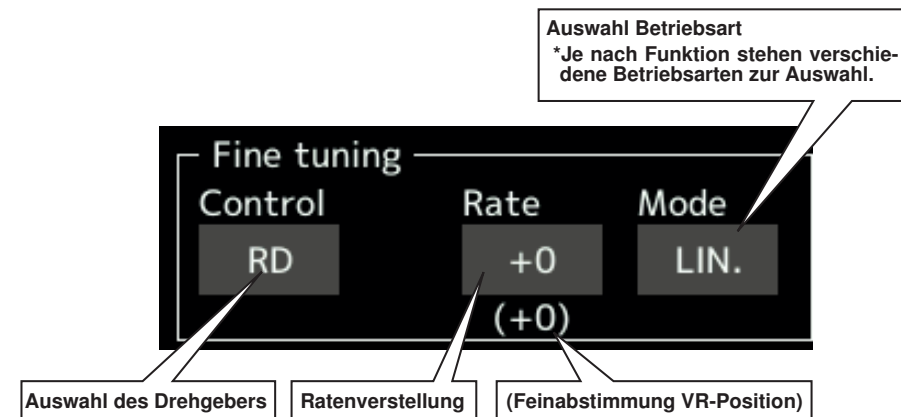 Auswahl Betriebsart
*Je nach Funktion stehen verschie-
dene Betriebsarten zur Auswahl.
Fine tuning
Control Rate Mode
RD +0 LIN.
(+0)
Auswahl des Drehgebers Ratenverstellung (Feinabstimmung VR-Position)